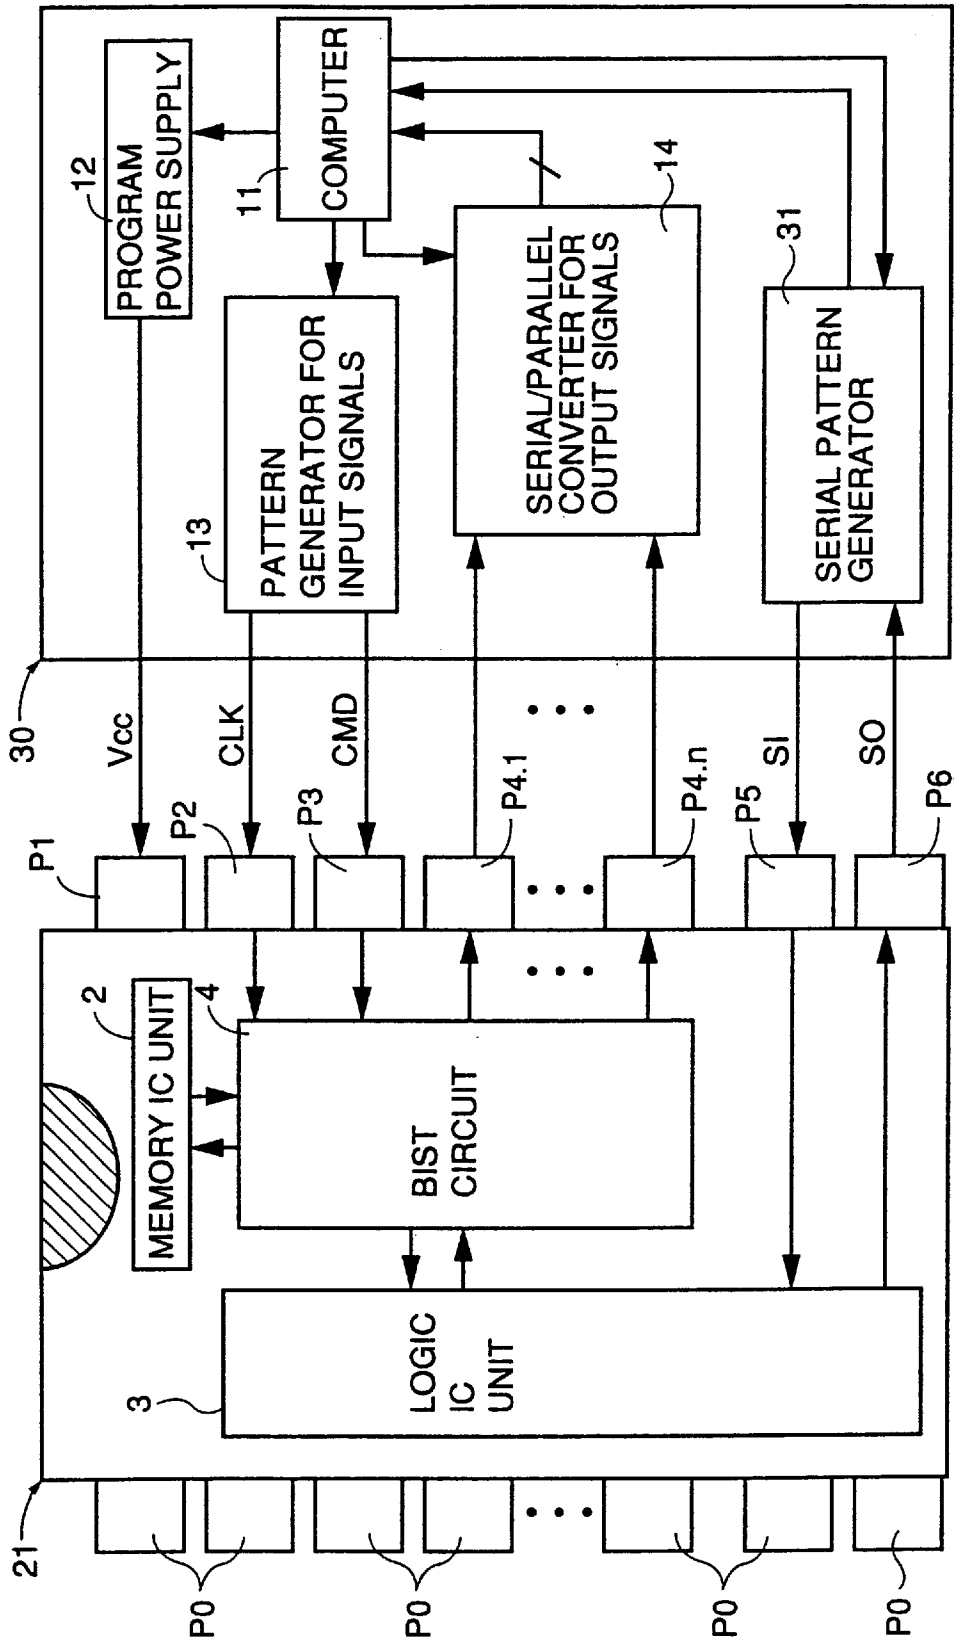 21
30
P0
P0
P0
P0
3
LOGIC
IC
UNIT
MEMORY IC UNIT
2
BIST
CIRCUIT
4
P1
P2
P3
P4.1
P4.n
P5
P6
Vcc
CLK
CMD
SI
SO
12
PROGRAM
POWER SUPPLY
13
PATTERN
GENERATOR FOR
INPUT SIGNALS
11
COMPUTER
SERIAL/PARALLEL
CONVERTER FOR
OUTPUT SIGNALS
14
SERIAL PATTERN
GENERATOR
31